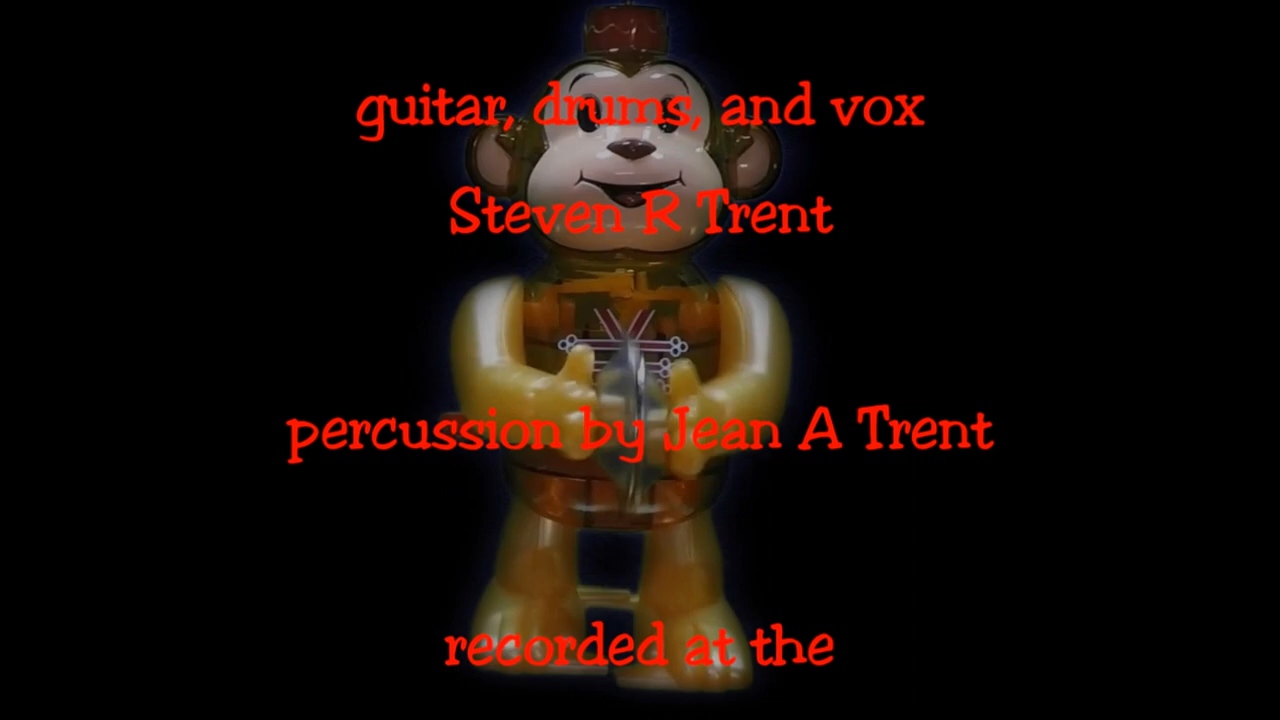 guitar, drums, and vox
Steven R Trent
percussion by Jean A Trent
recorded at the